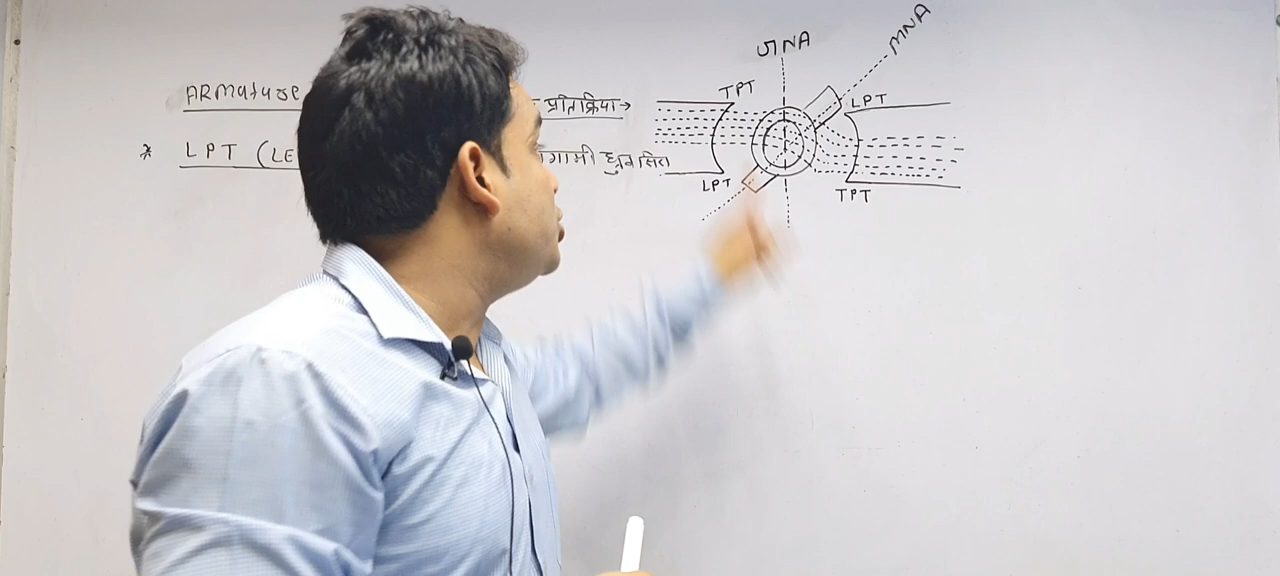 ARMature प्रतिक्रिया→
* LPT (LE गामी ध्रुव सिरा
GNA
MNA
TPT
LPT
LPT
TPT